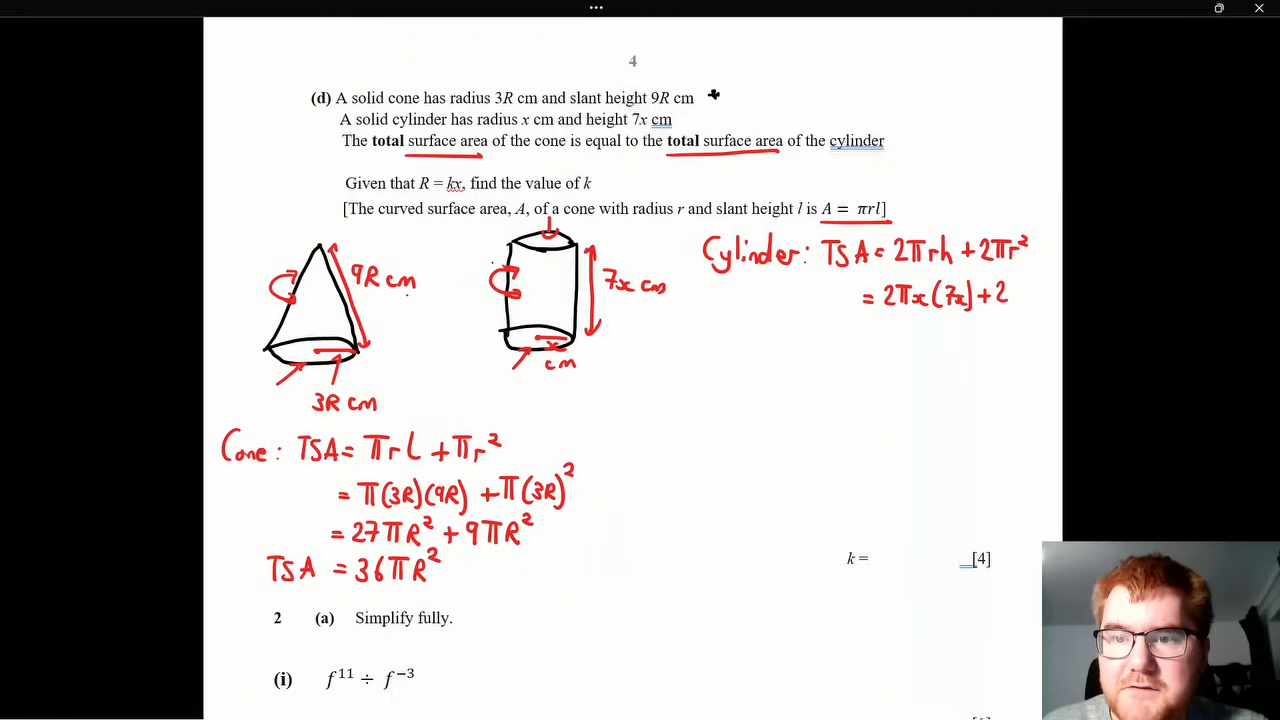 4
(d) A solid cone has radius 3R cm and slant height 9R cm
A solid cylinder has radius x cm and height 7x cm
The total surface area of the cone is equal to the total surface area of the cylinder
Given that R = kx, find the value of k
[The curved surface area, A, of a cone with radius r and slant height l is A = πrl]
9R cm
3R cm
7x cm
x
cm
Cylinder: TSA = 2πrh + 2πr²
= 2πx(7x) + 2
Cone: TSA = πrL + πr²
= π(3R)(9R) + π(3R)²
= 27πR² + 9πR²
TSA = 36πR²
k = [4]
2 (a) Simplify fully.
(i) f¹¹ ÷ f⁻³